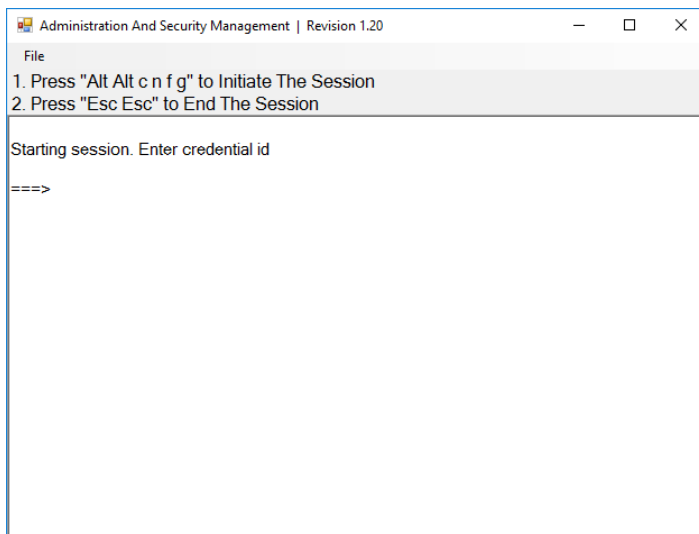 Administration And Security Management | Revision 1.20
File
1. Press "Alt Alt c n f g" to Initiate The Session
2. Press "Esc Esc" to End The Session
Starting session. Enter credential id
===>